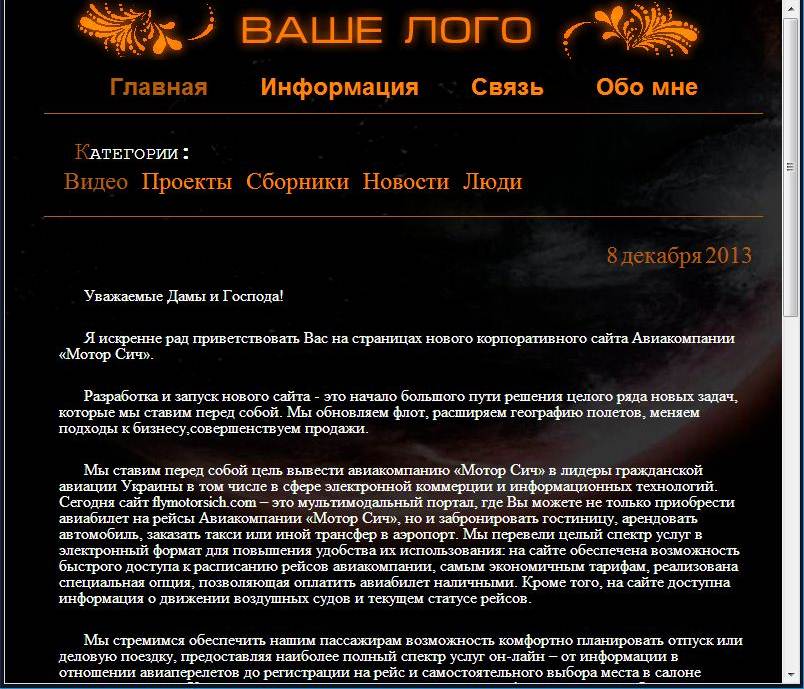 ВАШЕ ЛОГО
Главная Информация Связь Обо мне
Категории:
Видео Проекты Сборники Новости Люди
8 декабря 2013
Уважаемые Дамы и Господа!
Я искренне рад приветствовать Вас на страницах нового корпоративного сайта Авиакомпании
«Мотор Сич».
Разработка и запуск нового сайта - это начало большого пути решения целого ряда новых задач,
которые мы ставим перед собой. Мы обновляем флот, расширяем географию полетов, меняем
подходы к бизнесу,совершенствуем продажи.
Мы ставим перед собой цель вывести авиакомпанию «Мотор Сич» в лидеры гражданской
авиации Украины в том числе в сфере электронной коммерции и информационных технологий.
Сегодня сайт flymotorsich.com – это мультимодальный портал, где Вы можете не только приобрести
авиабилет на рейсы Авиакомпании «Мотор Сич», но и забронировать гостиницу, арендовать
автомобиль, заказать такси или иной трансфер в аэропорт. Мы перевели целый спектр услуг в
электронный формат для повышения удобства их использования: на сайте обеспечена возможность
быстрого доступа к расписанию рейсов авиакомпании, самым экономичным тарифам, реализована
специальная опция, позволяющая оплатить авиабилет наличными. Кроме того, на сайте доступна
информация о движении воздушных судов и текущем статусе рейсов.
Мы стремимся обеспечить нашим пассажирам возможность комфортно планировать отпуск или
деловую поездку, предоставляя наиболее полный спектр услуг он-лайн – от информации в
отношении авиаперелетов до регистрации на рейс и самостоятельного выбора места в салоне